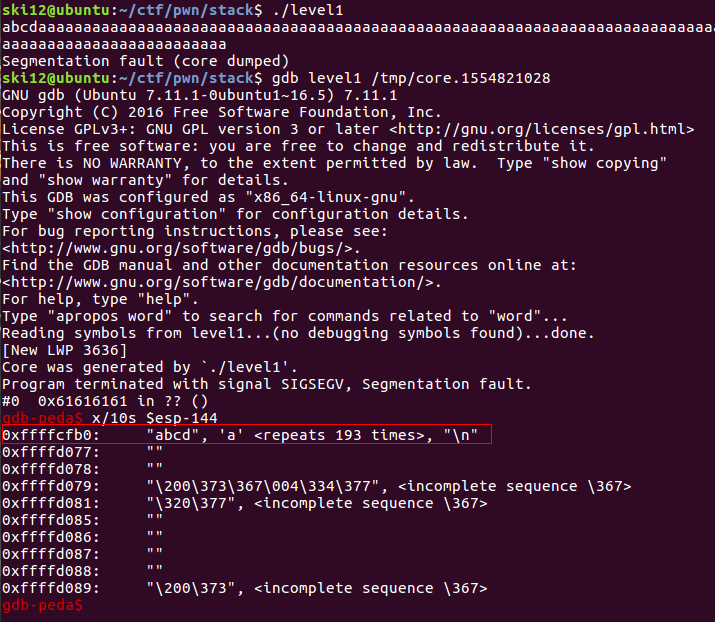 ski12@ubuntu:~/ctf/pwn/stack$ ./level1
abcdaaaaaaaaaaaaaaaaaaaaaaaaaaaaaaaaaaaaaaaaaaaaaaaaaaaaaaaaaaaaaaaaaaaaaaaaaaa
aaaaaaaaaaaaaaaaaaaaaaaaa
Segmentation fault (core dumped)
ski12@ubuntu:~/ctf/pwn/stack$ gdb level1 /tmp/core.1554821028
GNU gdb (Ubuntu 7.11.1-0ubuntu1~16.5) 7.11.1
Copyright (C) 2016 Free Software Foundation, Inc.
License GPLv3+: GNU GPL version 3 or later <http://gnu.org/licenses/gpl.html>
This is free software: you are free to change and redistribute it.
There is NO WARRANTY, to the extent permitted by law.  Type "show copying"
and "show warranty" for details.
This GDB was configured as "x86_64-linux-gnu".
Type "show configuration" for configuration details.
For bug reporting instructions, please see:
<http://www.gnu.org/software/gdb/bugs/>.
Find the GDB manual and other documentation resources online at:
<http://www.gnu.org/software/gdb/documentation/>.
For help, type "help".
Type "apropos word" to search for commands related to "word"...
Reading symbols from level1...(no debugging symbols found)...done.
[New LWP 3636]
Core was generated by `./level1'.
Program terminated with signal SIGSEGV, Segmentation fault.
#0  0x61616161 in ?? ()
gdb-peda$ x/10s $esp-144
0xffffcfb0:     "abcd", 'a' <repeats 193 times>, "\n"
0xffffd077:     ""
0xffffd078:     ""
0xffffd079:     "\200\373\367\004\334\377", <incomplete sequence \367>
0xffffd081:     "\320\377", <incomplete sequence \367>
0xffffd085:     ""
0xffffd086:     ""
0xffffd087:     ""
0xffffd088:     ""
0xffffd089:     "\200\373", <incomplete sequence \367>
gdb-peda$